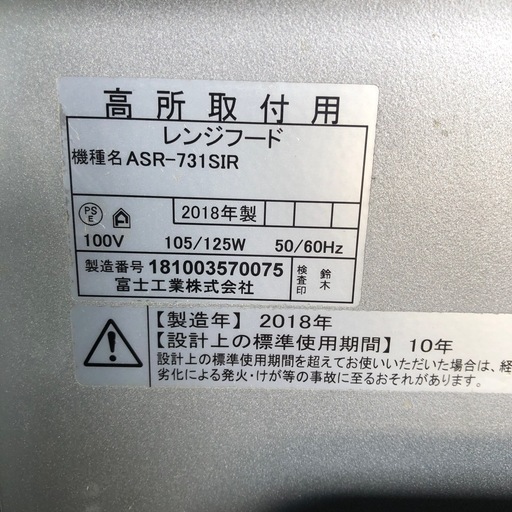 高所取付用
レンジフード
機種名 ASR-731SIR
PS
E
2018年製
100V 105/125W 50/60Hz
製造番号 181003570075
富士工業株式会社
検査印 鈴木
【製造年】 2018年
【設計上の標準使用期間】 10年
設計上の標準使用期間を超えてお使いいただいた場合は、経
劣化による発火・けが等の事故に至るおそれがあります。